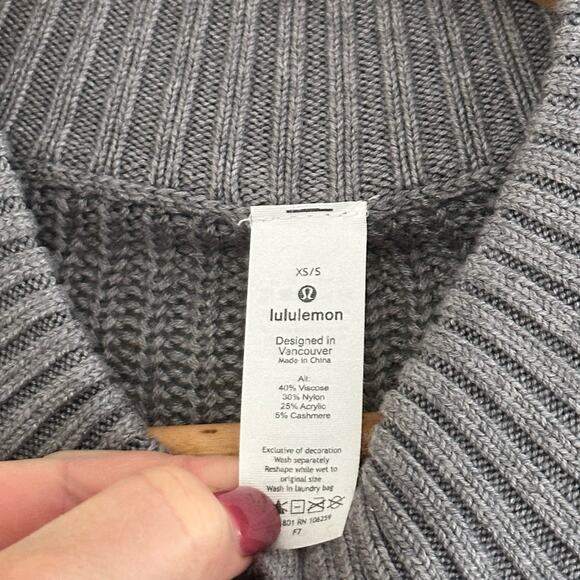 XS/S
lululemon
Designed in
Vancouver
Made in China
All:
40% Viscose
30% Nylon
25% Acrylic
5% Cashmere
Exclusive of decoration
Wash separately
Reshape while wet to
original size
Wash in laundry bag
801 RN 106259
F7